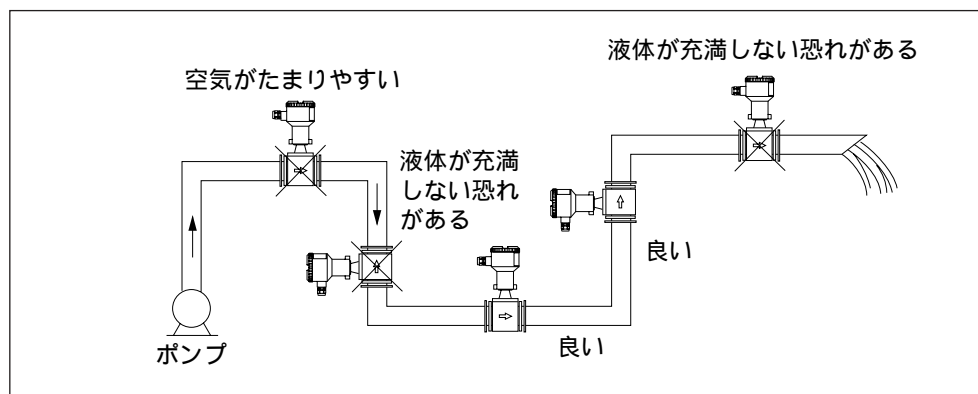 液体が充満しない恐れがある
空気がたまりやすい
液体が充満
しない恐れ
がある
良い
良い
ポンプ